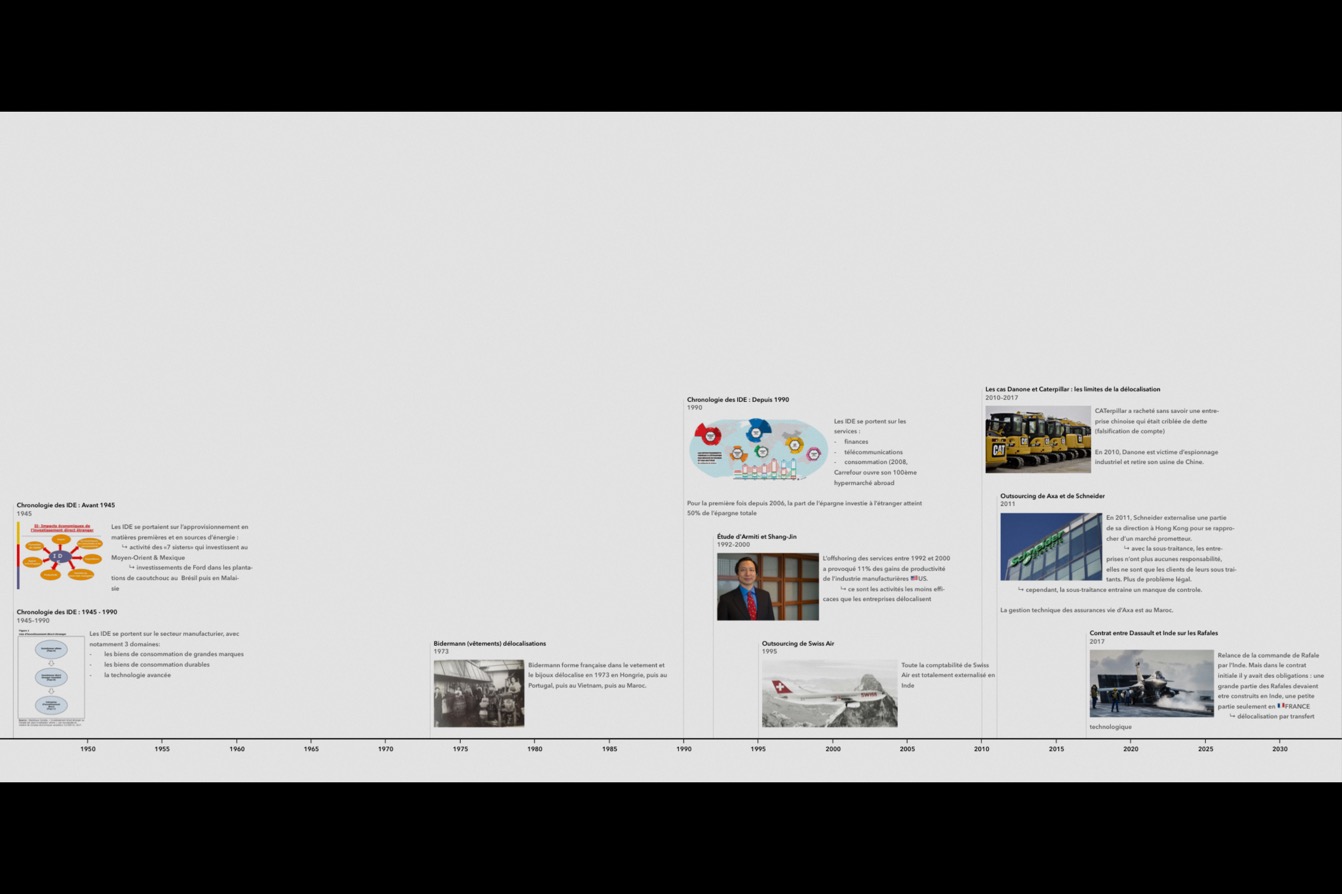 Chronologie des IDE : Avant 1945
1945
Les IDE se portaient sur l'approvisionnement en
matières premières et en sources d'énergie :
↪ activité des «7 sisters» qui investissent au
Moyen-Orient & Mexique
↪ investissements de Ford dans les planta-
tions de caoutchouc au Brésil puis en Malai-
sie
Chronologie des IDE : 1945 - 1990
1945-1990
Les IDE se portent sur le secteur manufacturier, avec
notamment 3 domaines:
- les biens de consommation de grandes marques
- les biens de consommation durables
- la technologie avancée
Bidermann (vêtements) délocalisations
1973
Bidermann forme française dans le vetement et
le bijoux délocalise en 1973 en Hongrie, puis au
Portugal, puis au Vietnam, puis au Maroc.
Chronologie des IDE : Depuis 1990
1990
Les IDE se portent sur les
services :
- finances
- télécommunications
- consommation (2008,
Carrefour ouvre son 100ème
hypermarché abroad
Pour la première fois depuis 2006, la part de l'épargne investie à l'étranger atteint
50% de l'épargne totale
Étude d'Armiti et Shang-Jin
1992-2000
L'offshoring des services entre 1992 et 2000
a provoqué 11% des gains de productivité
de l'industrie manufacturières 🇺🇸US.
↪ ce sont les activités les moins effi-
caces que les entreprises délocalisent
Outsourcing de Swiss Air
1995
SWISS
Toute la comptabilité de Swiss
Air est totalement externalisé en
Inde
Les cas Danone et Caterpillar : les limites de la délocalisation
2010-2017
CAT
CATerpillar a racheté sans savoir une entre-
prise chinoise qui était criblée de dette
(falsification de compte)
En 2010, Danone est victime d'espionnage
industriel et retire son usine de Chine.
Outsourcing de Axa et de Schneider
2011
Schneider
En 2011, Schneider externalise une partie
de sa direction à Hong Kong pour se rappro-
cher d'un marché prometteur.
↪ avec la sous-traitance, les entre-
prises n'ont plus aucunes responsabilité,
elles ne sont que les clients de leurs sous trai-
tants. Plus de problème légal.
↪ cependant, la sous-traitance entraine un manque de controle.
La gestion technique des assurances vie d'Axa est au Maroc.
Contrat entre Dassault et Inde sur les Rafales
2017
Relance de la commande de Rafale
par l'Inde. Mais dans le contrat
initiale il y avait des obligations : une
grande partie des Rafales devaient
etre construits en Inde, une petite
partie seulement en 🇫🇷FRANCE
↪ délocalisation par transfert
technologique
1950 1955 1960 1965 1970 1975 1980 1985 1990 1995 2000 2005 2010 2015 2020 2025 2030